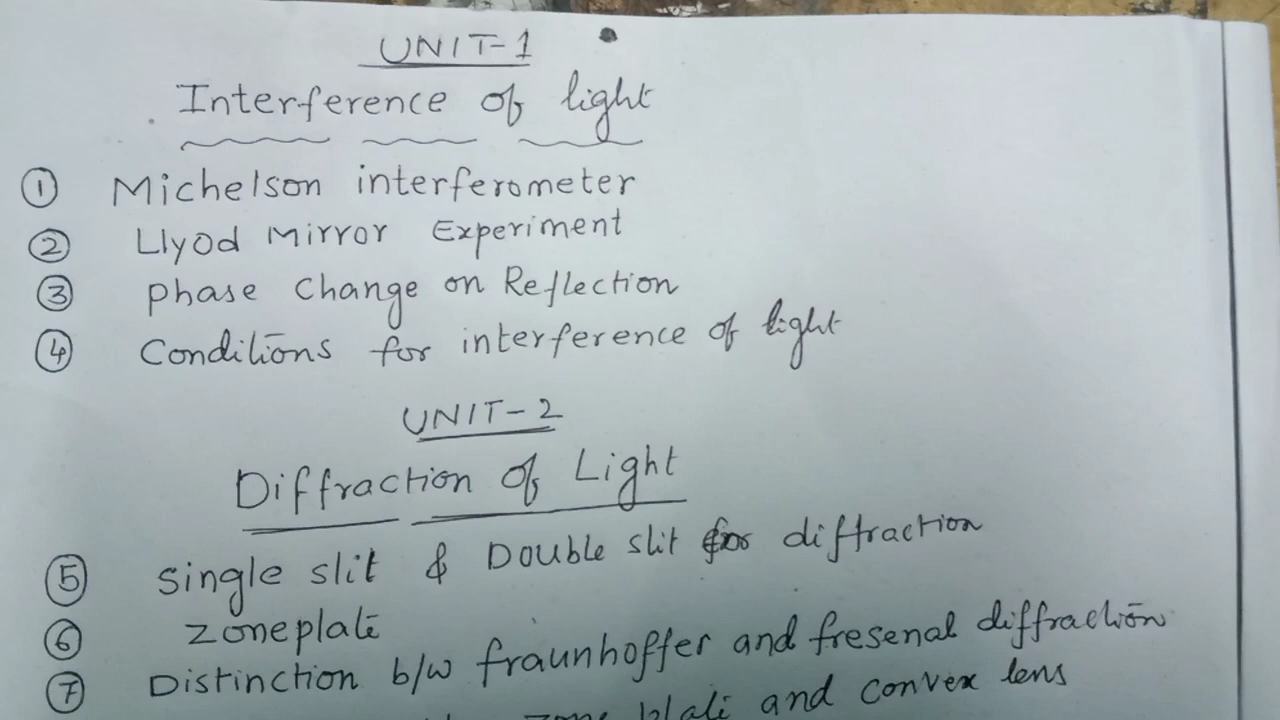 UNIT-1
Interference of light
① Michelson interferometer
② Llyod Mirror Experiment
③ Phase Change on Reflection
④ Conditions for interference of light
UNIT-2
Diffraction of Light
⑤ Single slit & Double slit for diffraction
⑥ Zoneplate
⑦ Distinction b/w fraunhoffer and fresenal diffraction
zone plate and convex lens